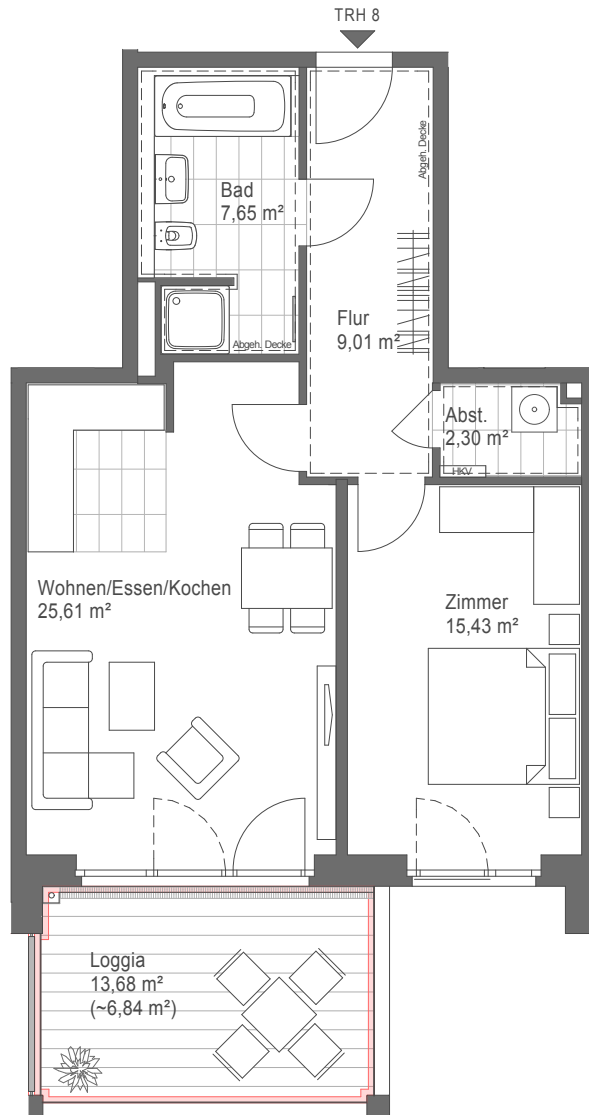 TRH 8
Abgeh. Decke
Bad
7,65 m²
Flur
9,01 m²
Abgeh. Decke
Abst.
2,30 m²
HKV
Wohnen/Essen/Kochen
25,61 m²
Zimmer
15,43 m²
Loggia
13,68 m²
(~6,84 m²)